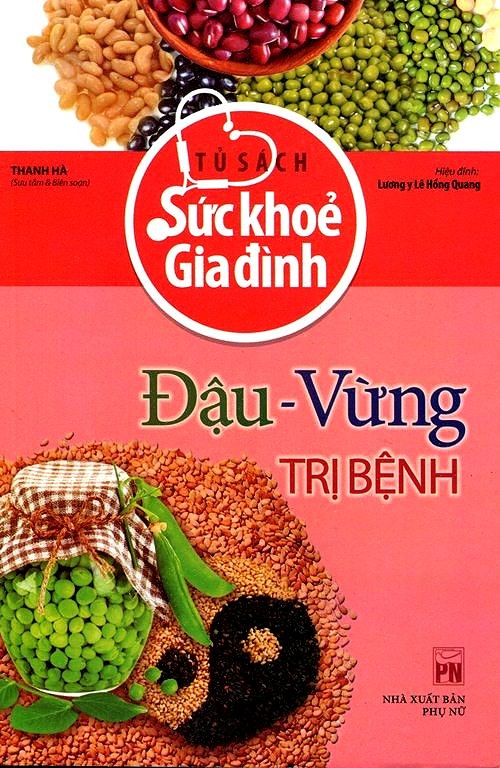 TỦ SÁCH
THANH HÀ
(Sưu tầm & Biên soạn)
Hiệu đính:
Lương y Lê Hồng Quang
Sức khoẻ
Gia đình
Đậu - Vừng
TRỊ BỆNH
PN
NHÀ XUẤT BẢN
PHỤ NỮ